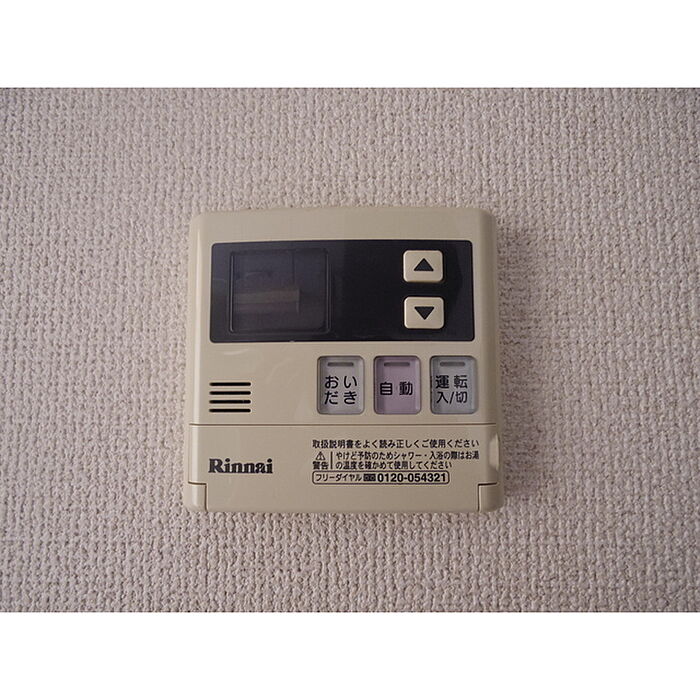 おい
だき
自動
運転
入/切
取扱説明書をよく読み正しくご使用ください
警告
やけど予防のためシャワー・入浴の際はお湯
の温度を確かめて使用してください
Rinnai
フリーダイヤル 0120-054321